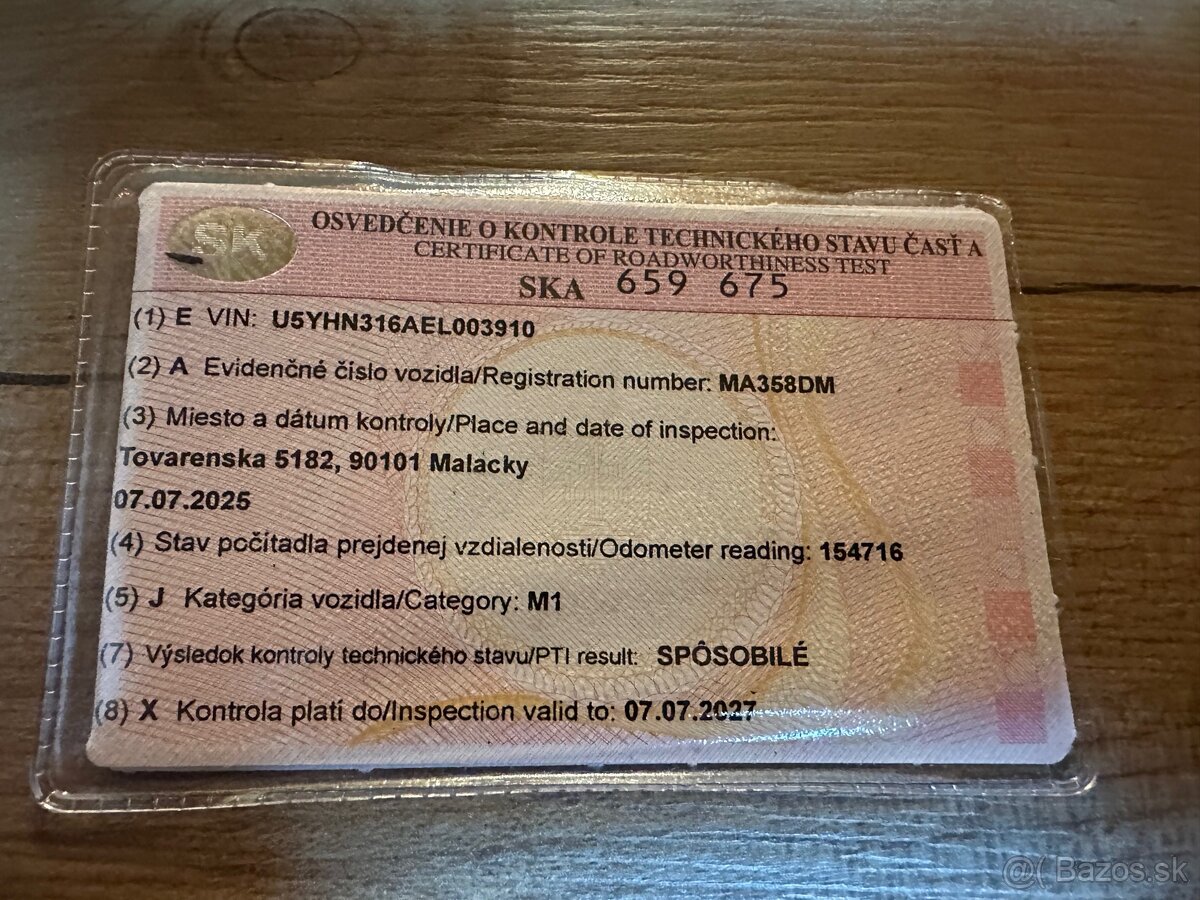 SK
OSVEDČENIE O KONTROLE TECHNICKÉHO STAVU ČASŤ A
CERTIFICATE OF ROADWORTHINESS TEST
SKA 659 675
(1) E VIN: U5YHN316AEL003910
(2) A Evidenčné číslo vozidla/Registration number: MA358DM
(3) Miesto a dátum kontroly/Place and date of inspection:
Tovarenska 5182, 90101 Malacky
07.07.2025
(4) Stav počítadla prejdenej vzdialenosti/Odometer reading: 154716
(5) J Kategória vozidla/Category: M1
(7) Výsledok kontroly technického stavu/PTI result: SPÔSOBILÉ
(8) X Kontrola platí do/Inspection valid to: 07.07.2027
@( Bazos.sk